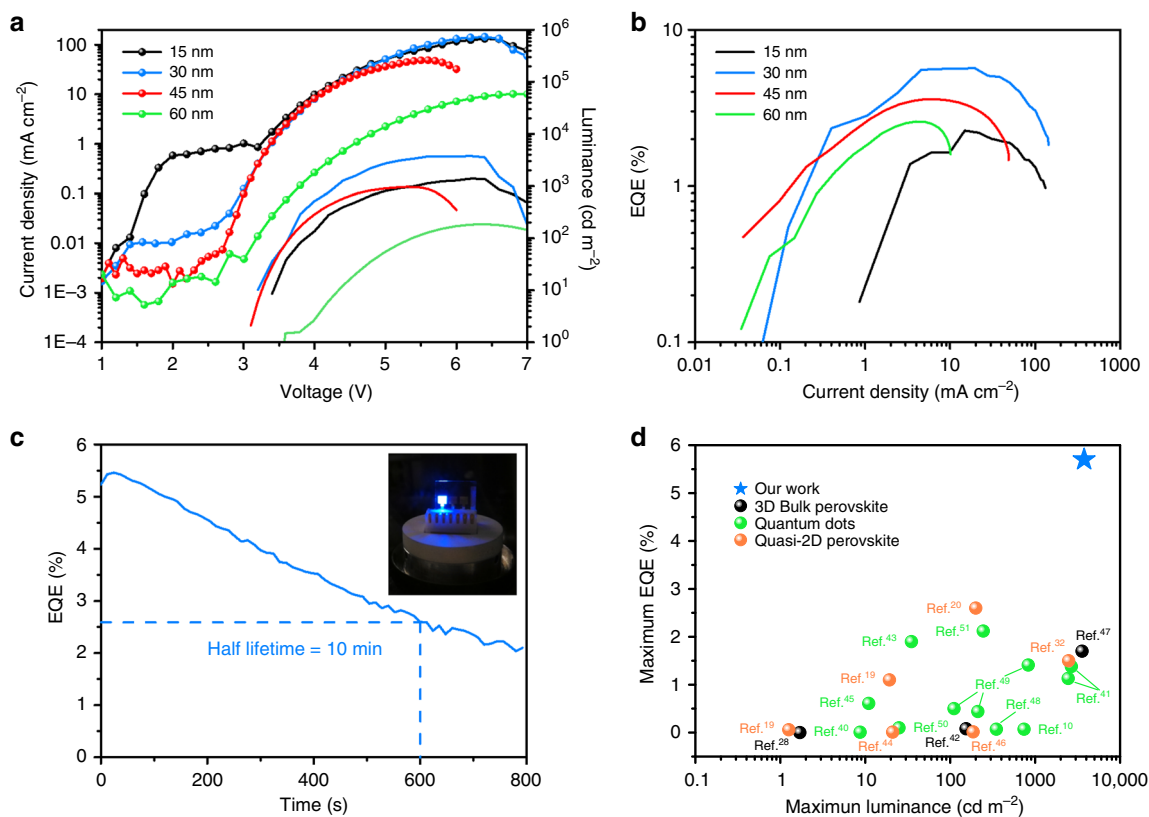 a
Current density (mA cm⁻²)
100
10
1
0.1
0.01
1E–3
1E–4
15 nm
30 nm
45 nm
60 nm
10⁶
10⁵
10⁴
10³
10²
10¹
10⁰
Luminance (cd m⁻²)
1 2 3 4 5 6 7
Voltage (V)
b
EQE (%)
10
1
0.1
15 nm
30 nm
45 nm
60 nm
0.01 0.1 1 10 100 1000
Current density (mA cm⁻²)
c
EQE (%)
6
5
4
3
2
1
0
Half lifetime = 10 min
0 200 400 600 800
Time (s)
d
Maximum EQE (%)
6
5
4
3
2
1
0
Our work
3D Bulk perovskite
Quantum dots
Quasi-2D perovskite
Ref.²⁰
Ref.⁵¹
Ref.⁴³
Ref.³²
Ref.⁴⁷
Ref.¹⁹
Ref.⁴⁹
Ref.⁴¹
Ref.⁴⁵
Ref.⁴⁸
Ref.¹⁹
Ref.⁴⁰
Ref.⁵⁰
Ref.¹⁰
Ref.²⁸
Ref.⁴⁴
Ref.⁴²
Ref.⁴⁶
0.1 1 10 100 1000 10,000
Maximun luminance (cd m⁻²)